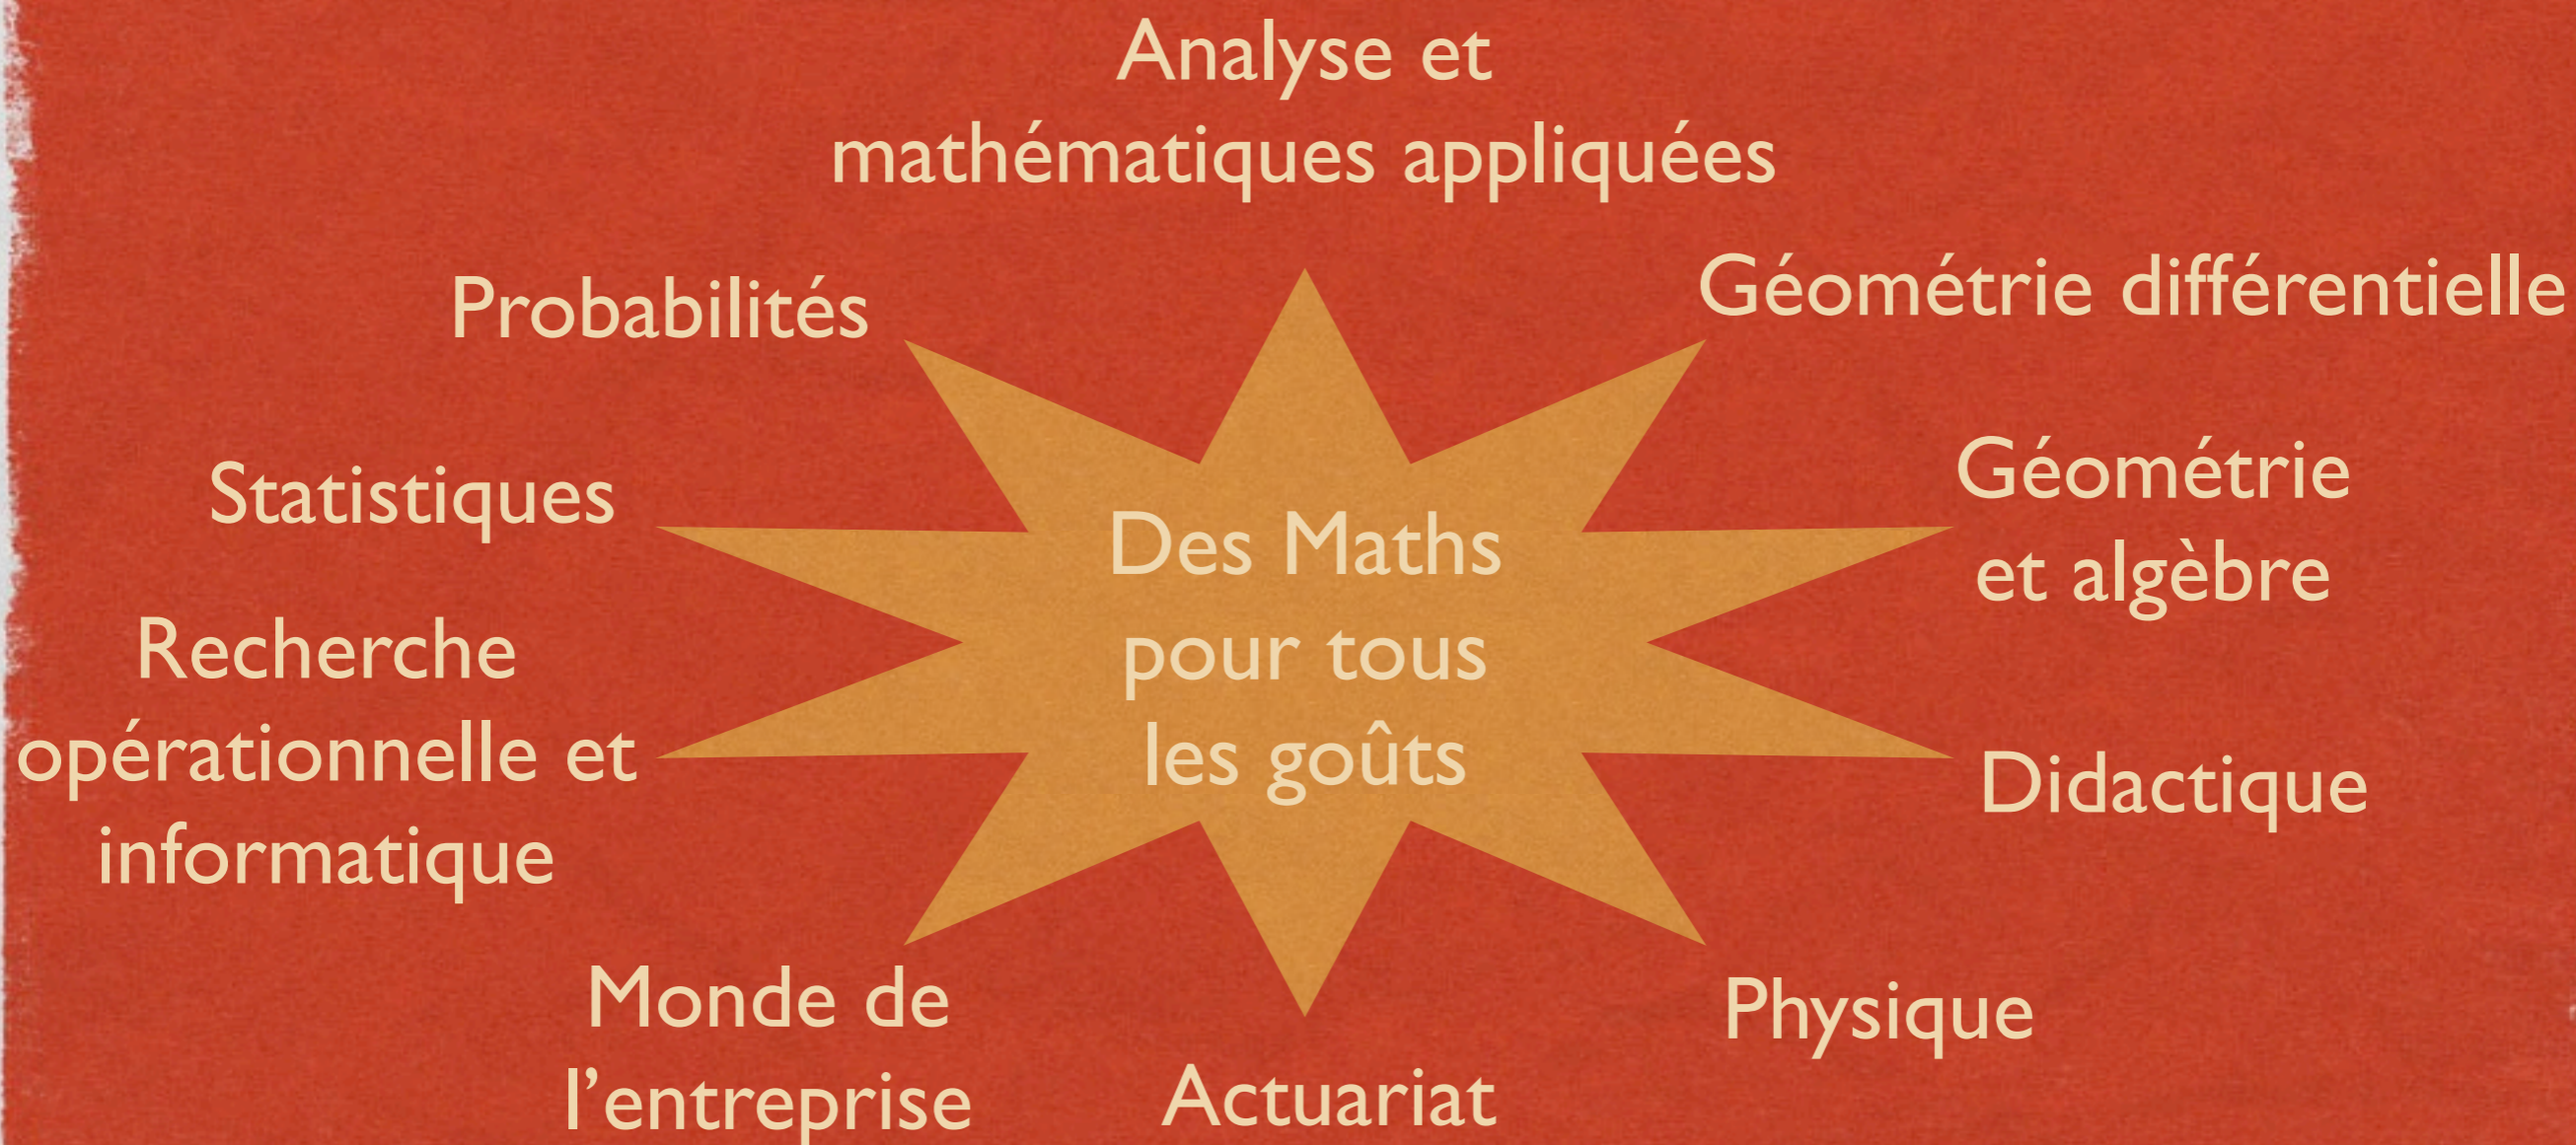 Analyse et
mathématiques appliquées
Probabilités
Géométrie différentielle
Statistiques
Géométrie
et algèbre
Des Maths
pour tous
les goûts
Recherche
opérationnelle et
informatique
Didactique
Monde de
l’entreprise
Actuariat
Physique